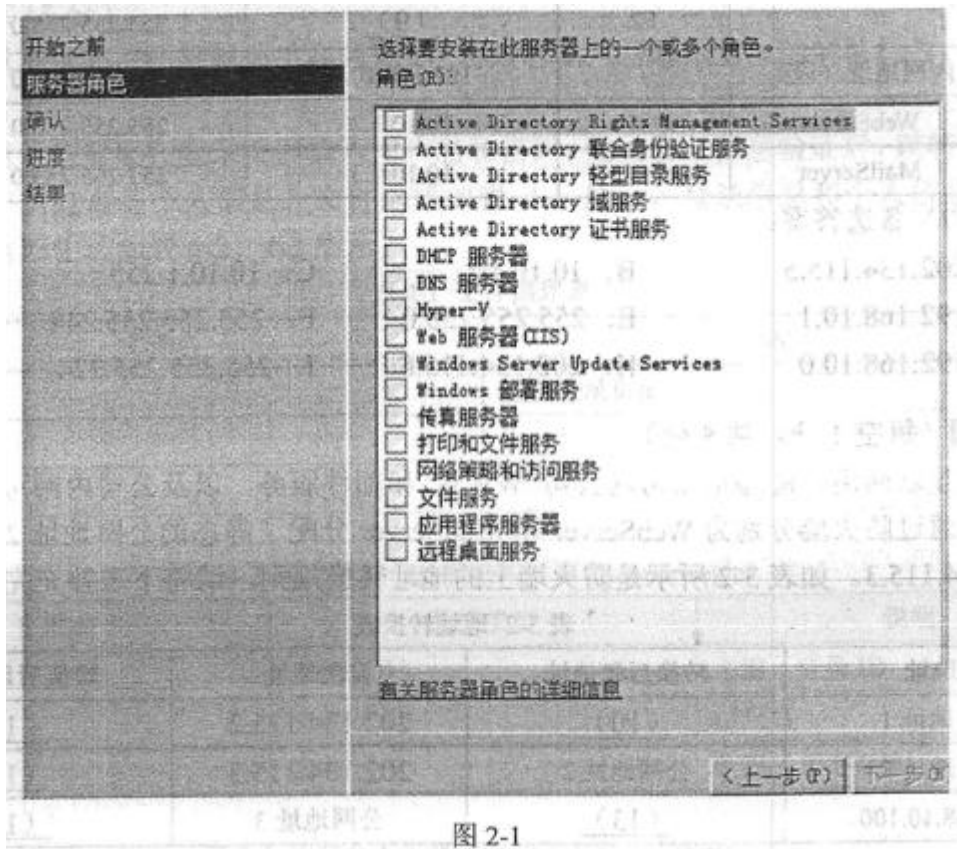 开始之前
服务器角色
确认
进度
结果
选择要安装在此服务器上的一个或多个角色。
角色(R):
Active Directory Rights Management Services
Active Directory 联合身份验证服务
Active Directory 轻型目录服务
Active Directory 域服务
Active Directory 证书服务
DHCP 服务器
DNS 服务器
Hyper-V
Web 服务器(IIS)
Windows Server Update Services
Windows 部署服务
传真服务器
打印和文件服务
网络策略和访问服务
文件服务
应用程序服务器
远程桌面服务
有关服务器角色的详细信息
<上一步(P)
下一步(N
图 2-1